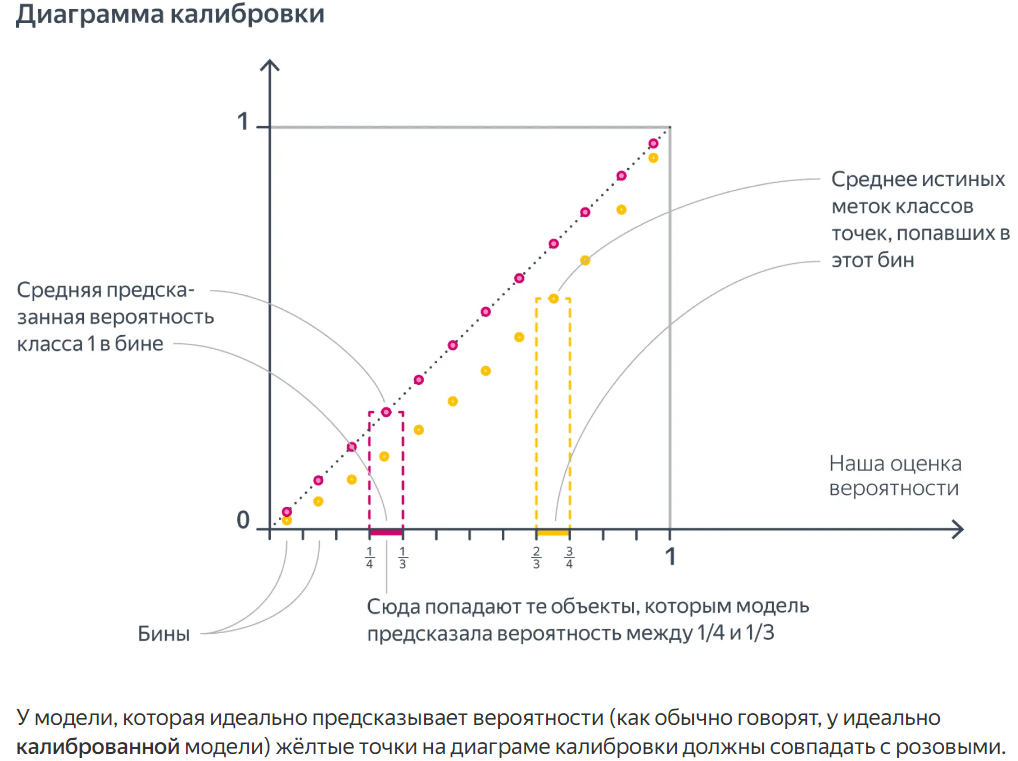 Диаграмма калибровки
1
Среднее истиных
меток классов
точек, попавших в
этот бин
Средняя предска-
занная вероятность
класса 1 в бине
Наша оценка
вероятности
0
1/4
1/3
2/3
3/4
1
Сюда попадают те объекты, которым модель
предсказала вероятность между 1/4 и 1/3
Бины
У модели, которая идеально предсказывает вероятности (как обычно говорят, у идеально
калиброванной модели) жёлтые точки на диаграме калибровки должны совпадать с розовыми.